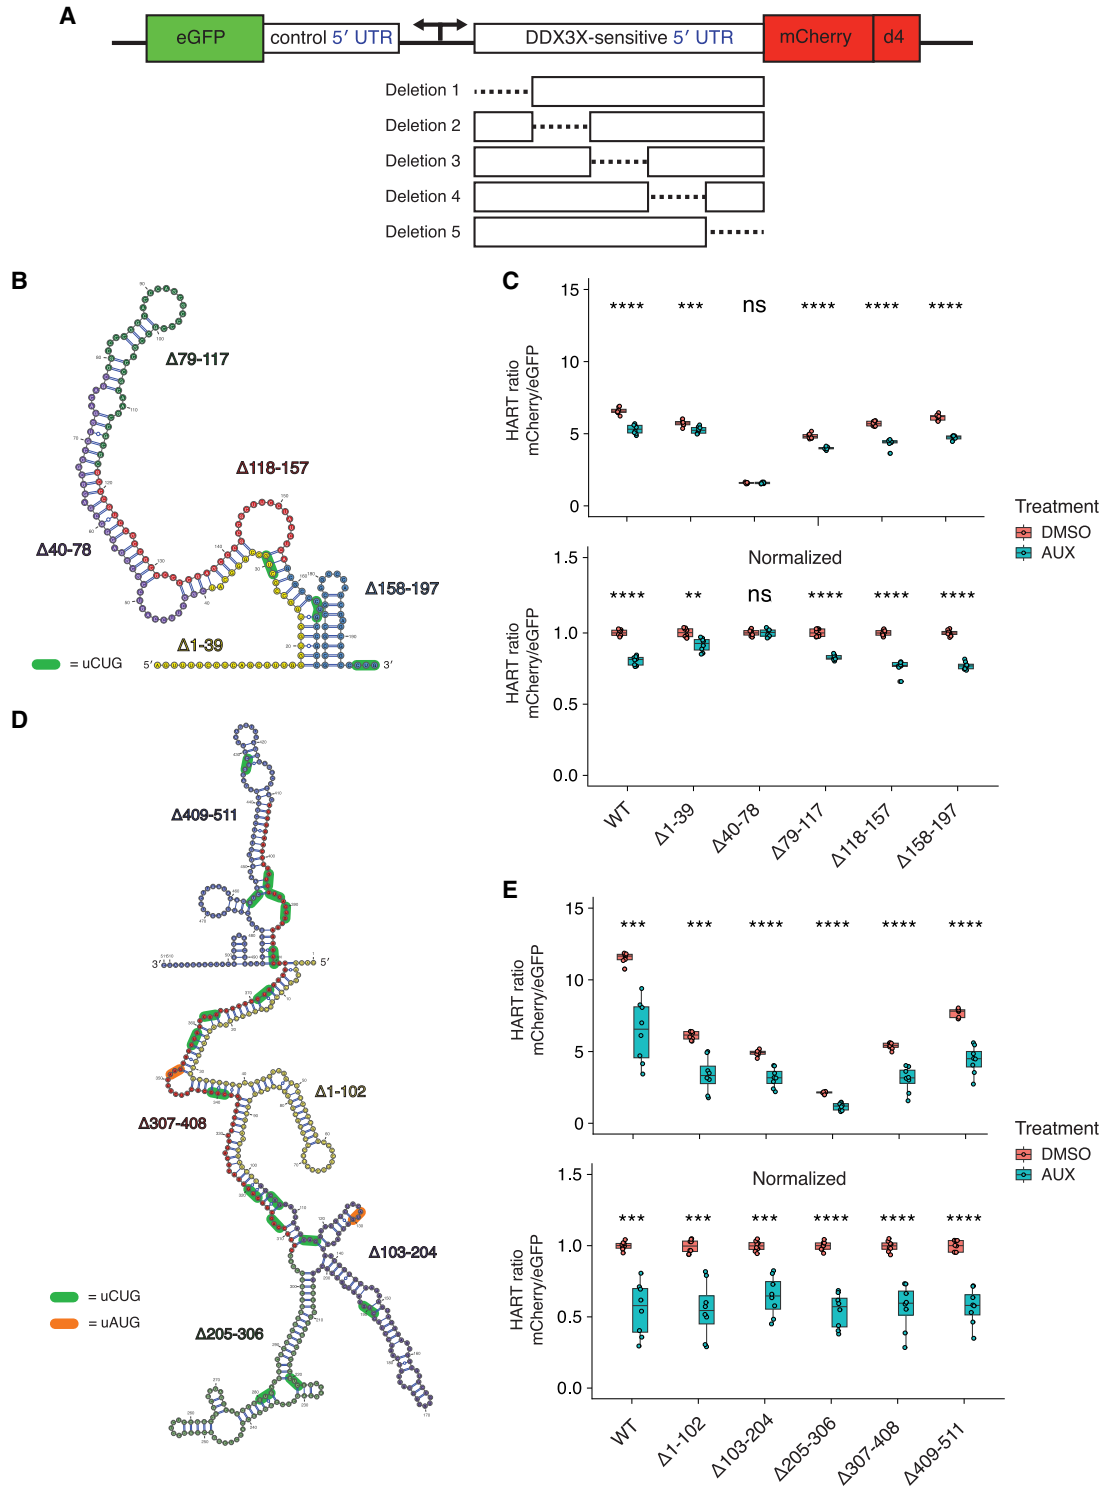 A
eGFP
control 5′ UTR
DDX3X-sensitive 5′ UTR
mCherry
d4
Deletion 1
Deletion 2
Deletion 3
Deletion 4
Deletion 5
B
Δ79-117
Δ118-157
Δ40-78
Δ158-197
Δ1-39
= uCUG
5′
3′
C
15
10
5
0
HART ratio
mCherry/eGFP
**** *** ns **** **** ****
Normalized
1.5
1.0
0.5
0.0
HART ratio
mCherry/eGFP
**** ** ns **** **** ****
WT
Δ1-39
Δ40-78
Δ79-117
Δ118-157
Δ158-197
Treatment
DMSO
AUX
D
Δ409-511
3′
5′
Δ1-102
Δ307-408
Δ103-204
Δ205-306
= uCUG
= uAUG
E
15
10
5
0
HART ratio
mCherry/eGFP
*** *** **** **** **** ****
Normalized
1.5
1.0
0.5
0.0
HART ratio
mCherry/eGFP
*** *** *** **** **** ****
WT
Δ1-102
Δ103-204
Δ205-306
Δ307-408
Δ409-511
Treatment
DMSO
AUX